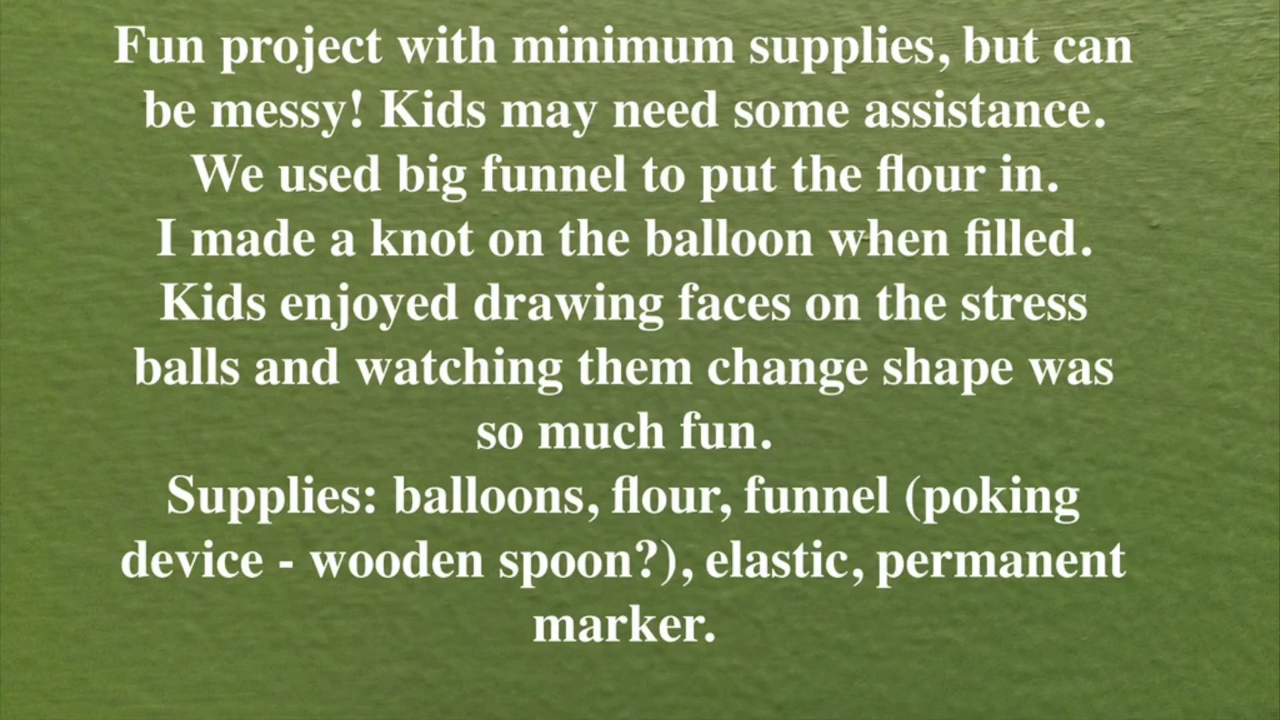 Fun project with minimum supplies, but can
be messy! Kids may need some assistance.
We used big funnel to put the flour in.
I made a knot on the balloon when filled.
Kids enjoyed drawing faces on the stress
balls and watching them change shape was
so much fun.
Supplies: balloons, flour, funnel (poking
device - wooden spoon?), elastic, permanent
marker.